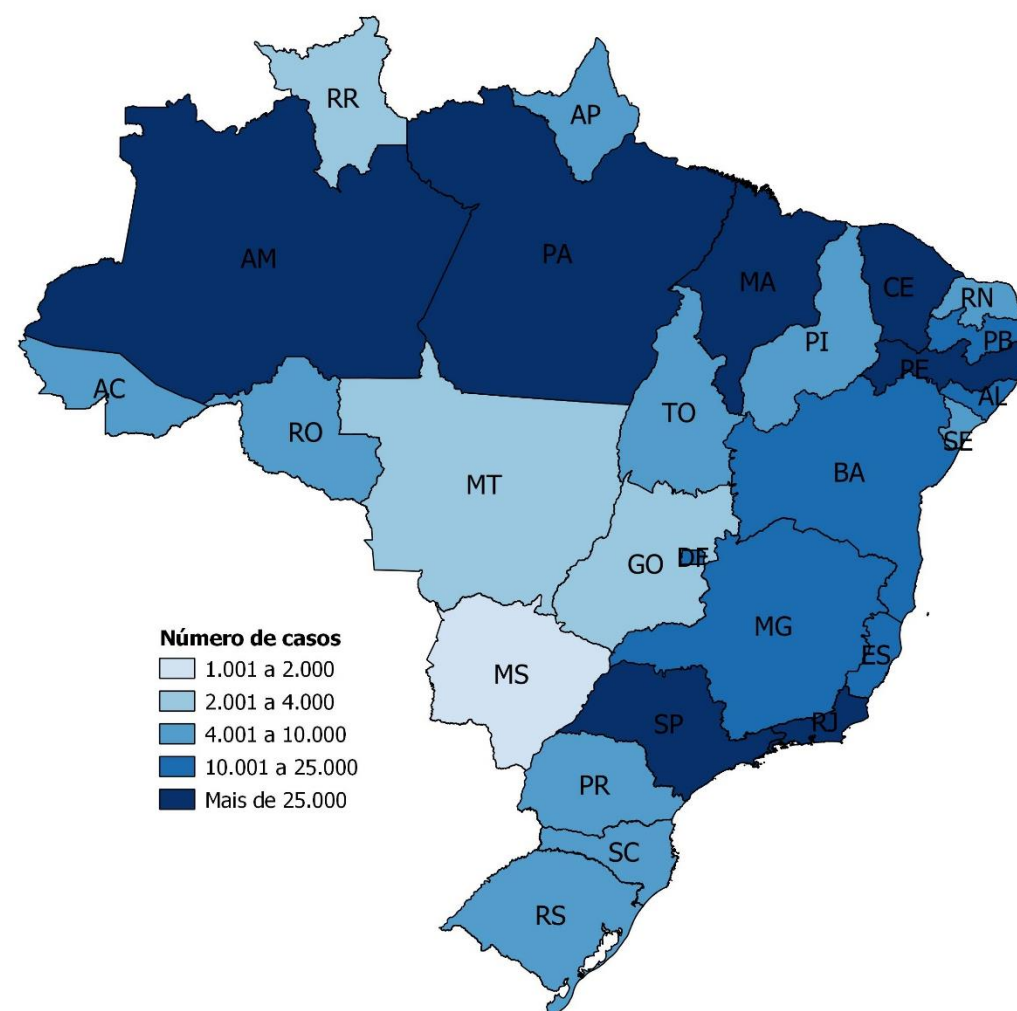 RR
AP
AM
PA
MA
CE
RN
PB
PI
PE
AL
AC
TO
SE
RO
BA
MT
DF
GO
MG
ES
MS
SP
RJ
PR
SC
RS
Número de casos
1.001 a 2.000
2.001 a 4.000
4.001 a 10.000
10.001 a 25.000
Mais de 25.000